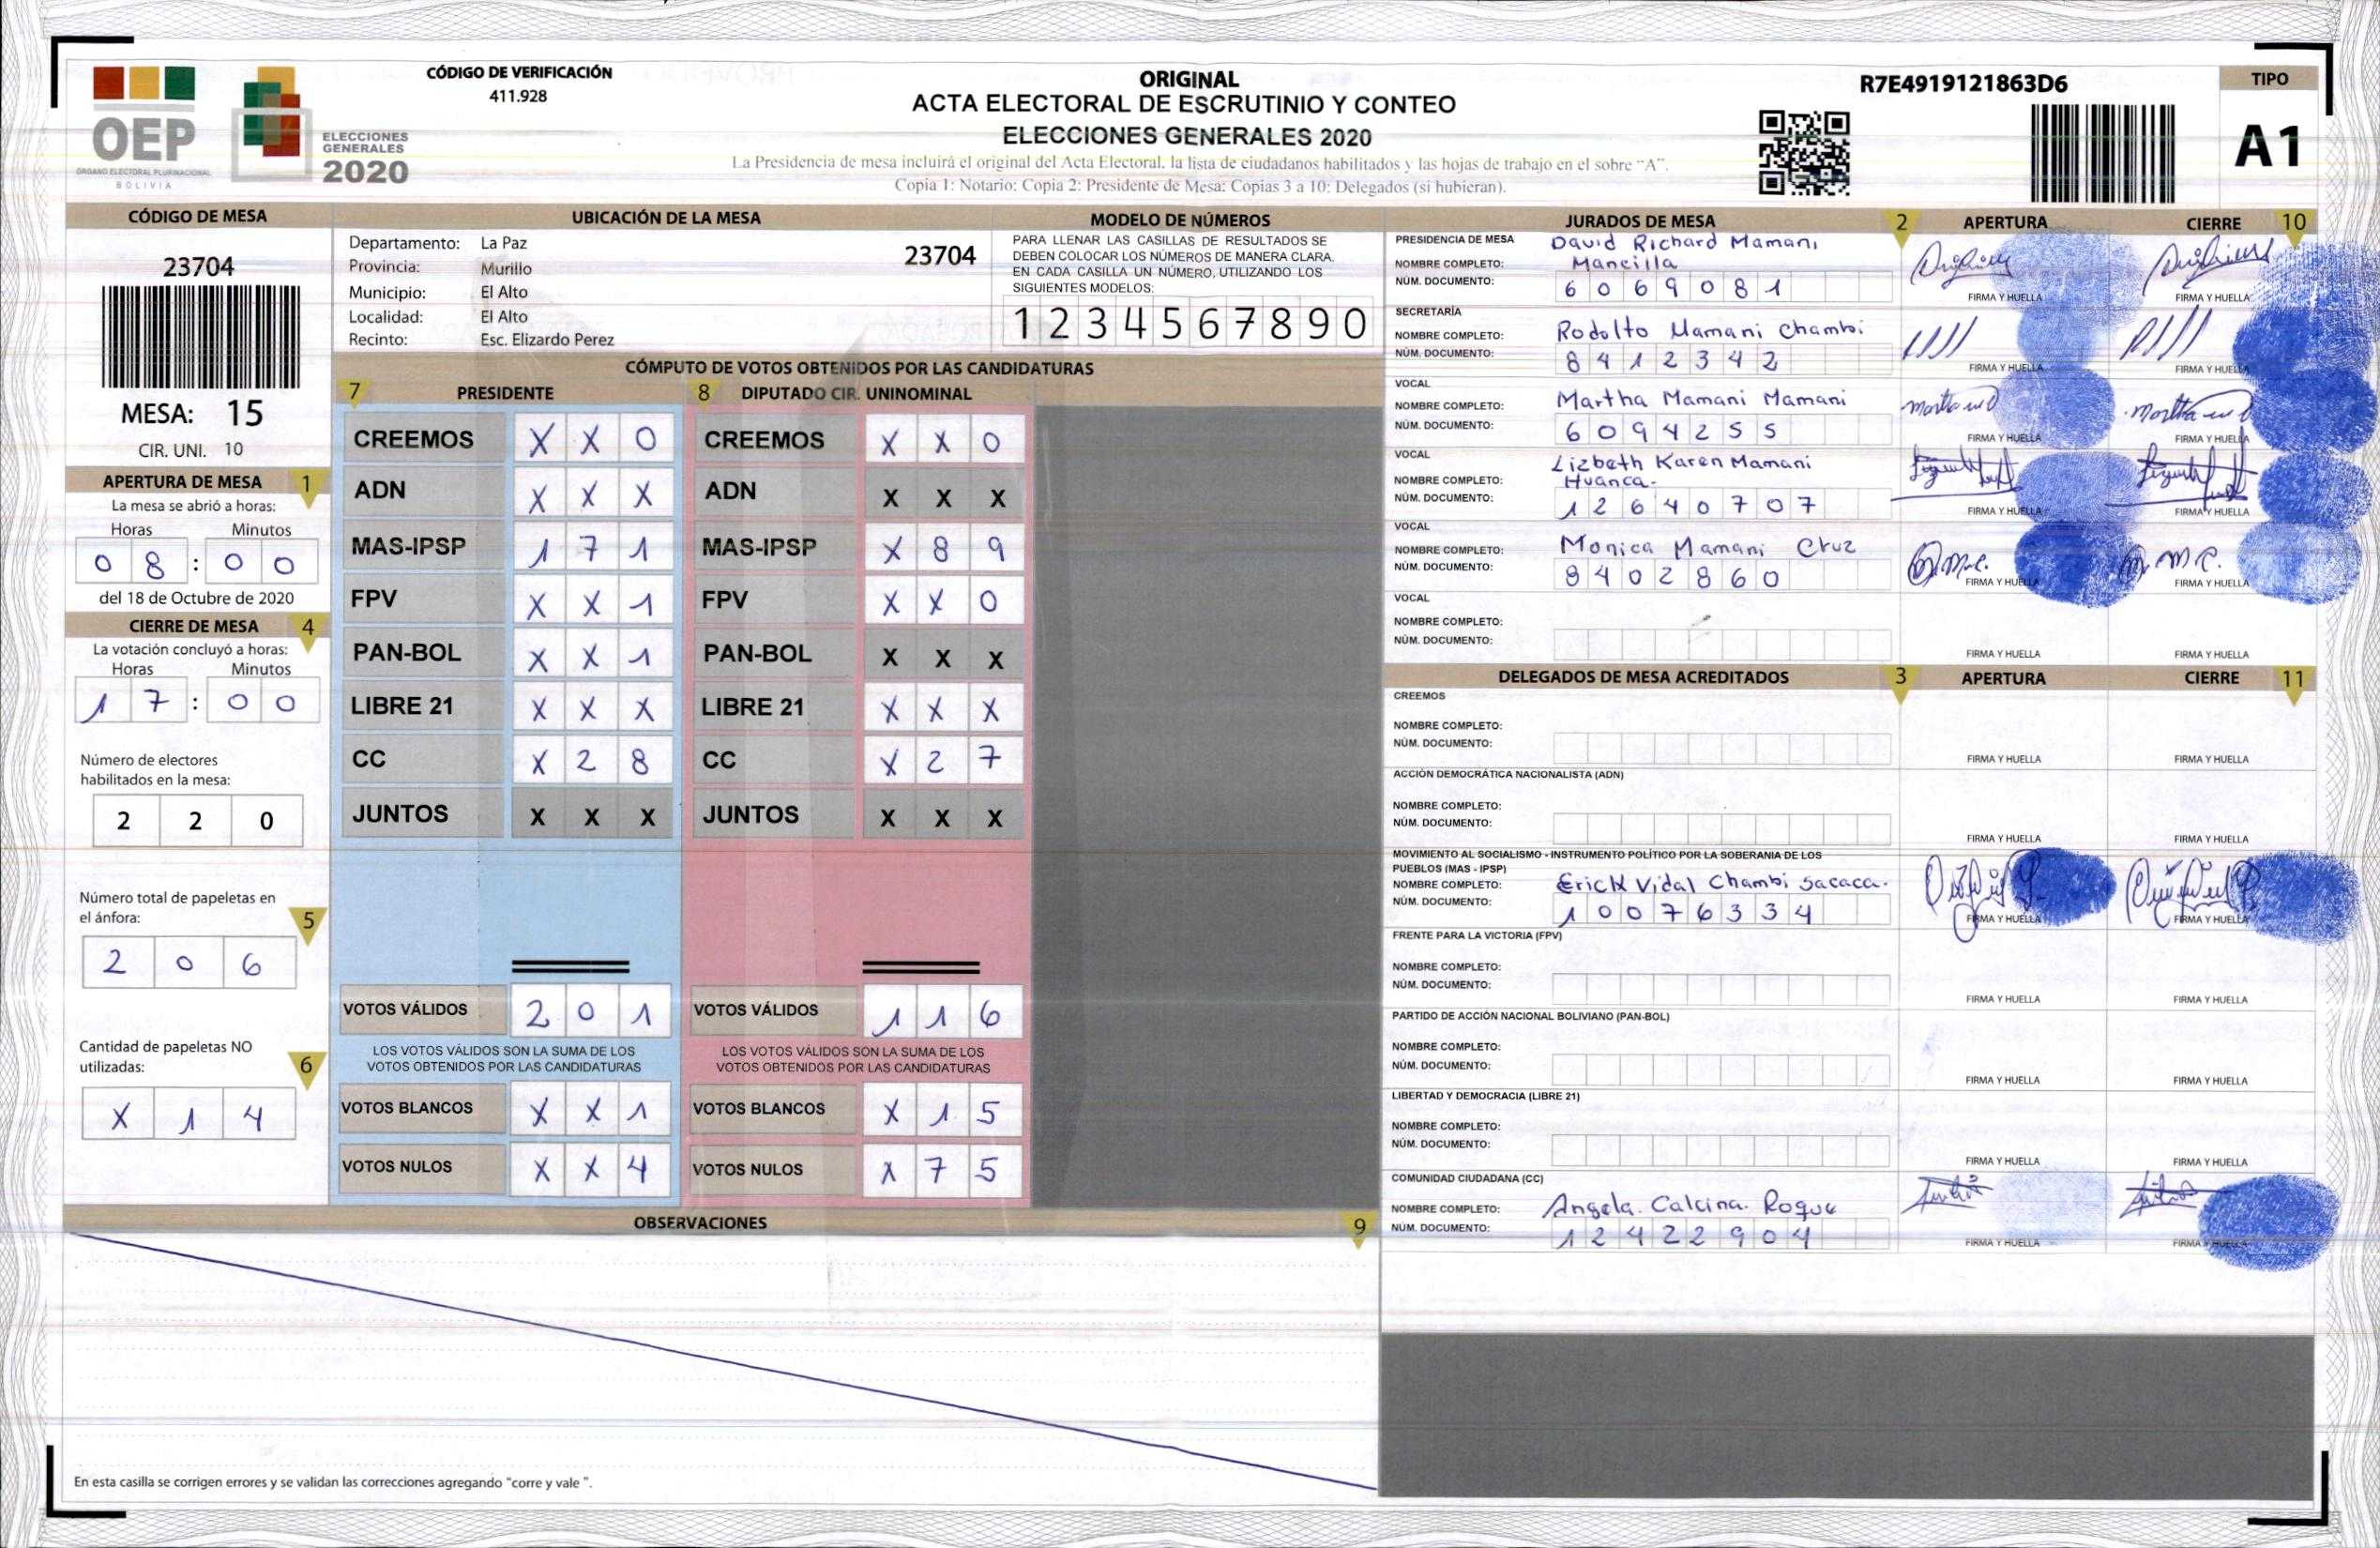 CÓDIGO DE VERIFICACIÓN
411.928
OEP
ÓRGANO ELECTORAL PLURINACIONAL
BOLIVIA
ELECCIONES
GENERALES
2020
ORIGINAL
ACTA ELECTORAL DE ESCRUTINIO Y CONTEO
ELECCIONES GENERALES 2020
La Presidencia de mesa incluirá el original del Acta Electoral, la lista de ciudadanos habilitados y las hojas de trabajo en el sobre "A".
Copia 1: Notario; Copia 2: Presidente de Mesa; Copias 3 a 10: Delegados (si hubieran).
R7E4919121863D6
TIPO
A1
CÓDIGO DE MESA
23704
MESA: 15
CIR. UNI. 10
APERTURA DE MESA 1
La mesa se abrió a horas:
Horas Minutos
0 8 : 0 0
del 18 de Octubre de 2020
CIERRE DE MESA 4
La votación concluyó a horas:
Horas Minutos
1 7 : 0 0
Número de electores
habilitados en la mesa:
2 2 0
Número total de papeletas en
el ánfora: 5
2 0 6
Cantidad de papeletas NO
utilizadas: 6
X 1 4
UBICACIÓN DE LA MESA
Departamento: La Paz 23704
Provincia: Murillo
Municipio: El Alto
Localidad: El Alto
Recinto: Esc. Elizardo Perez
MODELO DE NÚMEROS
PARA LLENAR LAS CASILLAS DE RESULTADOS SE
DEBEN COLOCAR LOS NÚMEROS DE MANERA CLARA.
EN CADA CASILLA UN NÚMERO, UTILIZANDO LOS
SIGUIENTES MODELOS:
1 2 3 4 5 6 7 8 9 0
CÓMPUTO DE VOTOS OBTENIDOS POR LAS CANDIDATURAS
7 PRESIDENTE 8 DIPUTADO CIR. UNINOMINAL
CREEMOS X X 0 CREEMOS X X 0
ADN X X X ADN X X X
MAS-IPSP 1 7 1 MAS-IPSP X 8 9
FPV X X 1 FPV X X 0
PAN-BOL X X 1 PAN-BOL X X X
LIBRE 21 X X X LIBRE 21 X X X
CC X 2 8 CC X 2 7
JUNTOS X X X JUNTOS X X X
VOTOS VÁLIDOS 2 0 1 VOTOS VÁLIDOS 1 1 6
LOS VOTOS VÁLIDOS SON LA SUMA DE LOS LOS VOTOS VÁLIDOS SON LA SUMA DE LOS
VOTOS OBTENIDOS POR LAS CANDIDATURAS VOTOS OBTENIDOS POR LAS CANDIDATURAS
VOTOS BLANCOS X X 1 VOTOS BLANCOS X 1 5
VOTOS NULOS X X 4 VOTOS NULOS X 7 5
OBSERVACIONES 9
En esta casilla se corrigen errores y se validan las correcciones agregando "corre y vale ".
JURADOS DE MESA 2 APERTURA CIERRE 10
PRESIDENCIA DE MESA David Richard Mamani
NOMBRE COMPLETO: Mancilla
NÚM. DOCUMENTO: 6 0 6 9 0 8 1
FIRMA Y HUELLA FIRMA Y HUELLA
SECRETARÍA
NOMBRE COMPLETO: Rodolfo Mamani Chambi
NÚM. DOCUMENTO: 8 4 1 2 3 4 2
FIRMA Y HUELLA FIRMA Y HUELLA
VOCAL
NOMBRE COMPLETO: Martha Mamani Mamani
NÚM. DOCUMENTO: 6 0 9 4 2 5 5
FIRMA Y HUELLA FIRMA Y HUELLA
VOCAL Lizbeth Karen Mamani
NOMBRE COMPLETO: Huanca.
NÚM. DOCUMENTO: 1 2 6 4 0 7 0 7
FIRMA Y HUELLA FIRMA Y HUELLA
VOCAL
NOMBRE COMPLETO: Monica Mamani Cruz
NÚM. DOCUMENTO: 8 4 0 2 8 6 0
FIRMA Y HUELLA FIRMA Y HUELLA
VOCAL
NOMBRE COMPLETO:
NÚM. DOCUMENTO:
FIRMA Y HUELLA FIRMA Y HUELLA
DELEGADOS DE MESA ACREDITADOS 3 APERTURA CIERRE 11
CREEMOS
NOMBRE COMPLETO:
NÚM. DOCUMENTO:
FIRMA Y HUELLA FIRMA Y HUELLA
ACCIÓN DEMOCRÁTICA NACIONALISTA (ADN)
NOMBRE COMPLETO:
NÚM. DOCUMENTO:
FIRMA Y HUELLA FIRMA Y HUELLA
MOVIMIENTO AL SOCIALISMO - INSTRUMENTO POLÍTICO POR LA SOBERANIA DE LOS
PUEBLOS (MAS - IPSP)
NOMBRE COMPLETO: Erick Vidal Chambi Sacaca.
NÚM. DOCUMENTO: 1 0 0 7 6 3 3 4
FIRMA Y HUELLA FIRMA Y HUELLA
FRENTE PARA LA VICTORIA (FPV)
NOMBRE COMPLETO:
NÚM. DOCUMENTO:
FIRMA Y HUELLA FIRMA Y HUELLA
PARTIDO DE ACCIÓN NACIONAL BOLIVIANO (PAN-BOL)
NOMBRE COMPLETO:
NÚM. DOCUMENTO:
FIRMA Y HUELLA FIRMA Y HUELLA
LIBERTAD Y DEMOCRACIA (LIBRE 21)
NOMBRE COMPLETO:
NÚM. DOCUMENTO:
FIRMA Y HUELLA FIRMA Y HUELLA
COMUNIDAD CIUDADANA (CC)
NOMBRE COMPLETO: Angela. Calcina. Roque
NÚM. DOCUMENTO: 1 2 4 2 2 9 0 4
FIRMA Y HUELLA FIRMA Y HUELLA